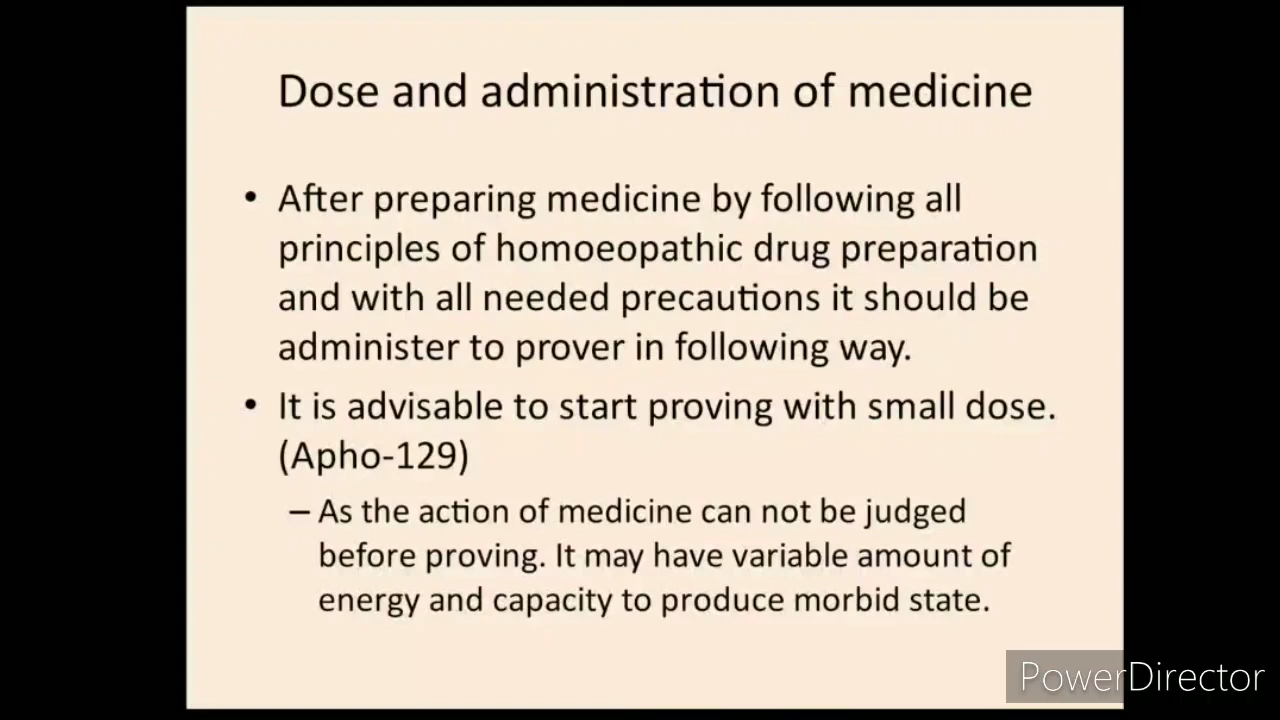 Dose and administration of medicine
• After preparing medicine by following all
principles of homoeopathic drug preparation
and with all needed precautions it should be
administer to prover in following way.
• It is advisable to start proving with small dose.
(Apho-129)
– As the action of medicine can not be judged
before proving. It may have variable amount of
energy and capacity to produce morbid state.
PowerDirector